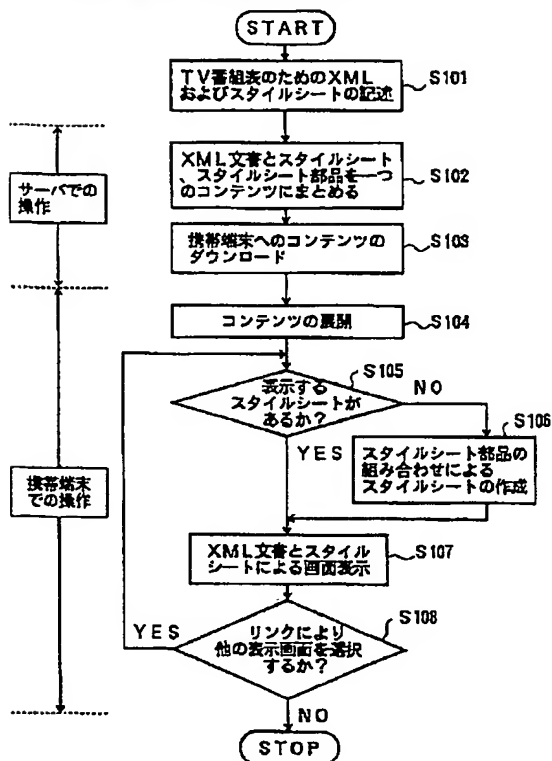 START
TV番組表のためのXML
およびスタイルシートの記述
S101
サーバでの
操作
XML文書とスタイルシート
、スタイルシート部品を一つ
のコンテンツにまとめる
S102
携帯端末へのコンテンツの
ダウンロード
S103
コンテンツの展開
S104
携帯端末
での操作
表示する
スタイルシートが
あるか?
S105
NO
YES
スタイルシート部品の
組み合わせによる
スタイルシートの作成
S106
XML文書とスタイル
シートによる画面表示
S107
リンクにより
他の表示画面を選択
するか?
S108
YES
NO
STOP